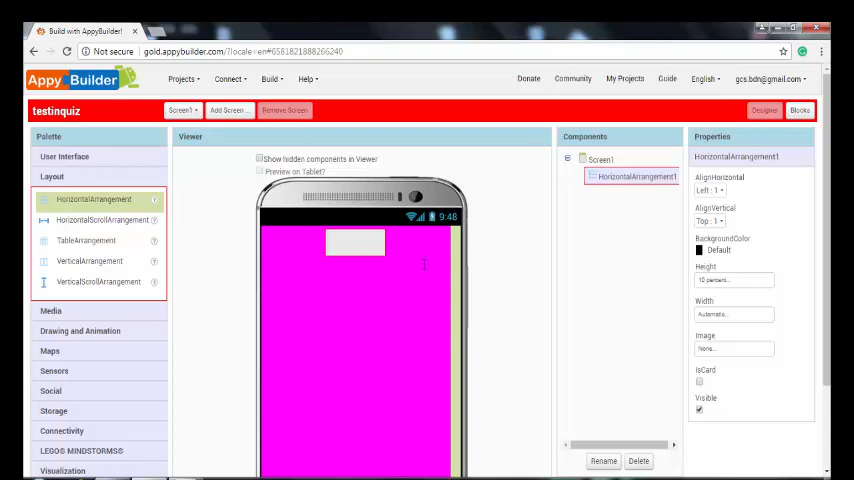 Build with AppyBuilder!
Not secure gold.appybuilder.com/?locale=en#6581821888266240
Appy Builder Projects Connect Build Help Donate Community My Projects Guide English gcs.bdn@gmail.com
testinquiz Screen1 Add Screen ... Remove Screen Designer Blocks
Palette Viewer Components Properties
User Interface
Layout
HorizontalArrangement
HorizontalScrollArrangement
TableArrangement
VerticalArrangement
VerticalScrollArrangement
Media
Drawing and Animation
Maps
Sensors
Social
Storage
Connectivity
LEGO® MINDSTORMS®
Visualization
Show hidden components in Viewer
Preview on Tablet?
9:48
Screen1
HorizontalArrangement1
Rename Delete
HorizontalArrangement1
AlignHorizontal
Left : 1
AlignVertical
Top : 1
BackgroundColor
Default
Height
10 percent...
Width
Automatic...
Image
None...
IsCard
Visible